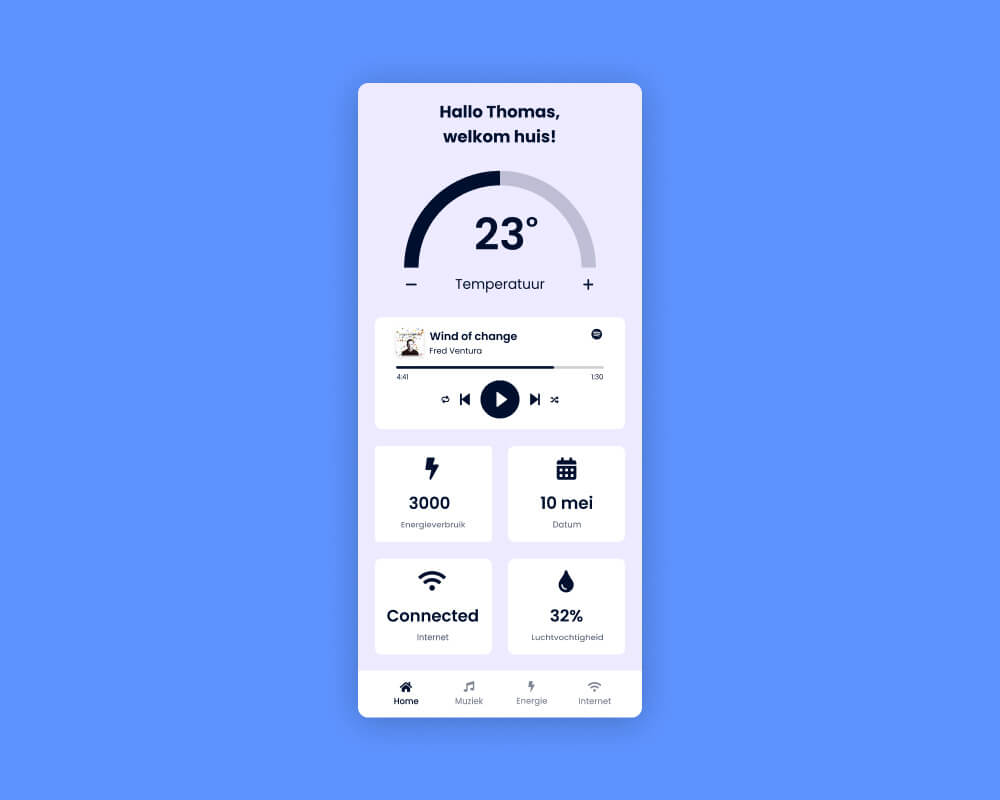 Hallo Thomas,
welkom huis!
23°
− Temperatuur +
Wind of change
Fred Ventura
4:41 1:30
3000
Energieverbruik
10 mei
Datum
Connected
Internet
32%
Luchtvochtigheid
Home Muziek Energie Internet